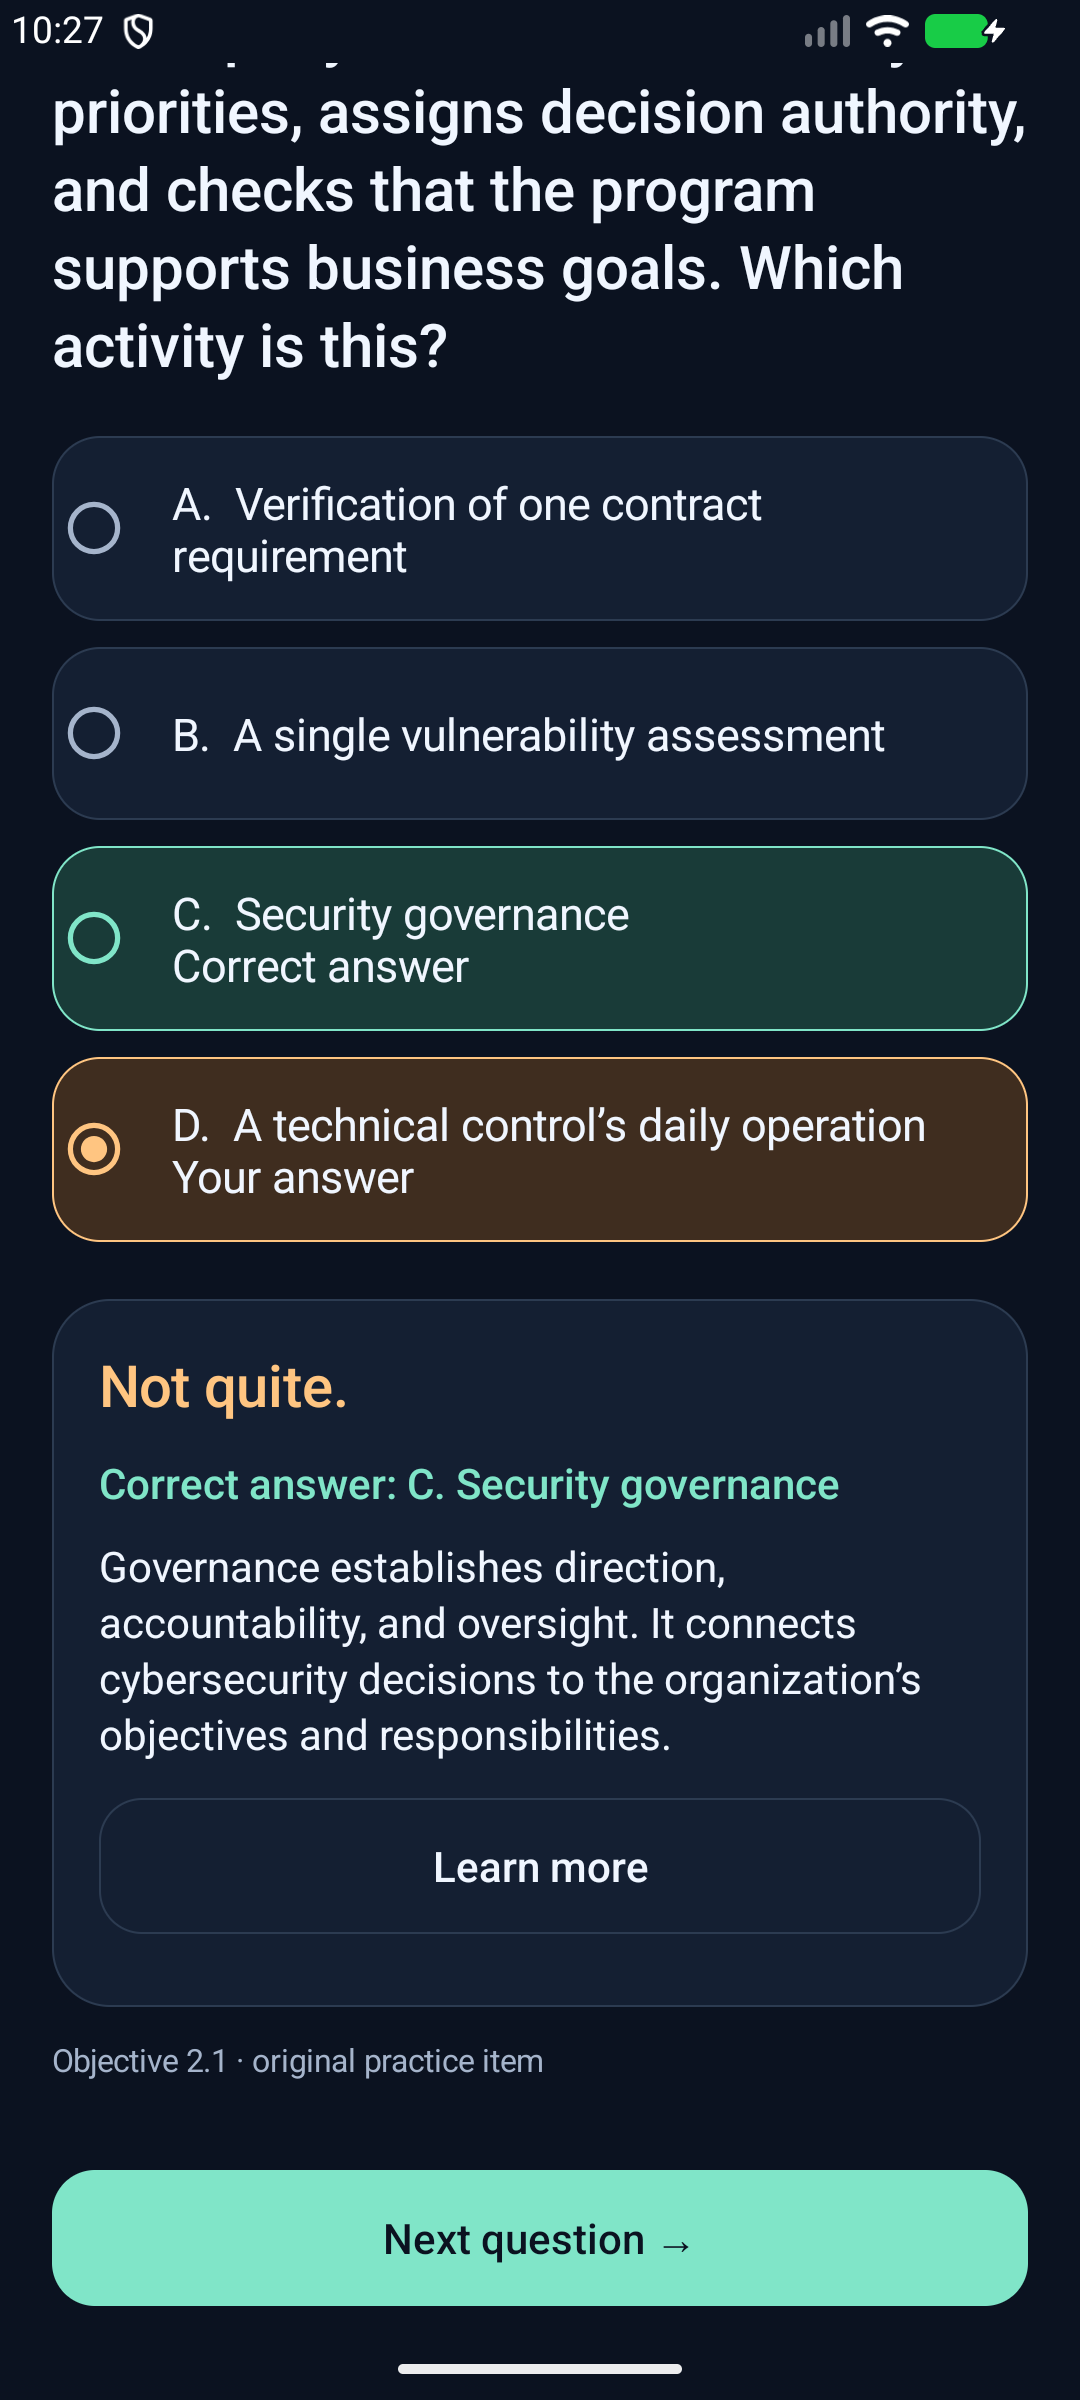 10:27
priorities, assigns decision authority,
and checks that the program
supports business goals. Which
activity is this?
A. Verification of one contract
requirement
B. A single vulnerability assessment
C. Security governance
Correct answer
D. A technical control’s daily operation
Your answer
Not quite.
Correct answer: C. Security governance
Governance establishes direction,
accountability, and oversight. It connects
cybersecurity decisions to the organization’s
objectives and responsibilities.
Learn more
Objective 2.1 · original practice item
Next question →